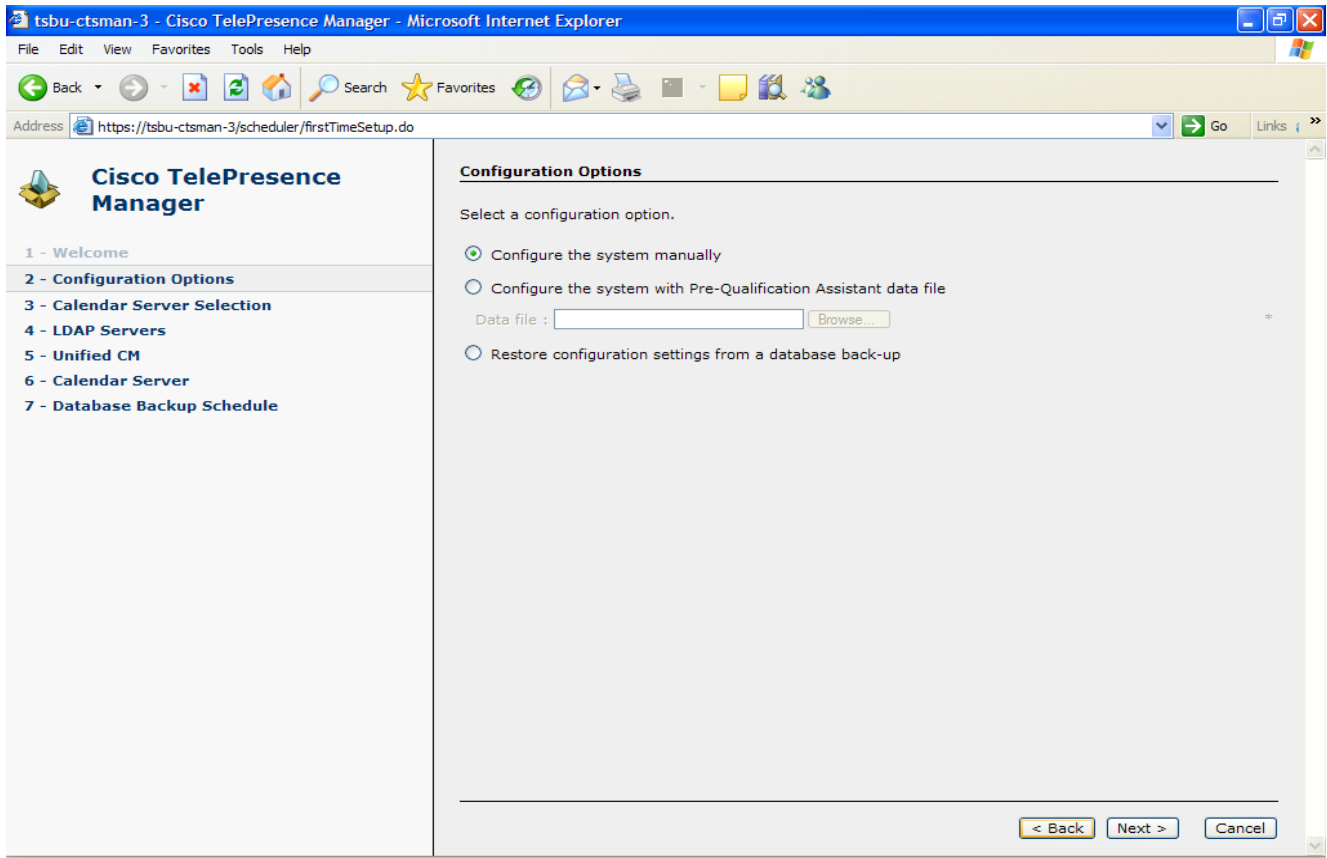 tsbu-ctsman-3 - Cisco TelePresence Manager - Microsoft Internet Explorer
File Edit View Favorites Tools Help
Back Search Favorites
Address https://tsbu-ctsman-3/scheduler/firstTimeSetup.do Go Links »
Cisco TelePresence
Manager
1 - Welcome
2 - Configuration Options
3 - Calendar Server Selection
4 - LDAP Servers
5 - Unified CM
6 - Calendar Server
7 - Database Backup Schedule
Configuration Options
Select a configuration option.
Configure the system manually
Configure the system with Pre-Qualification Assistant data file
Data file : Browse... *
Restore configuration settings from a database back-up
< Back Next > Cancel